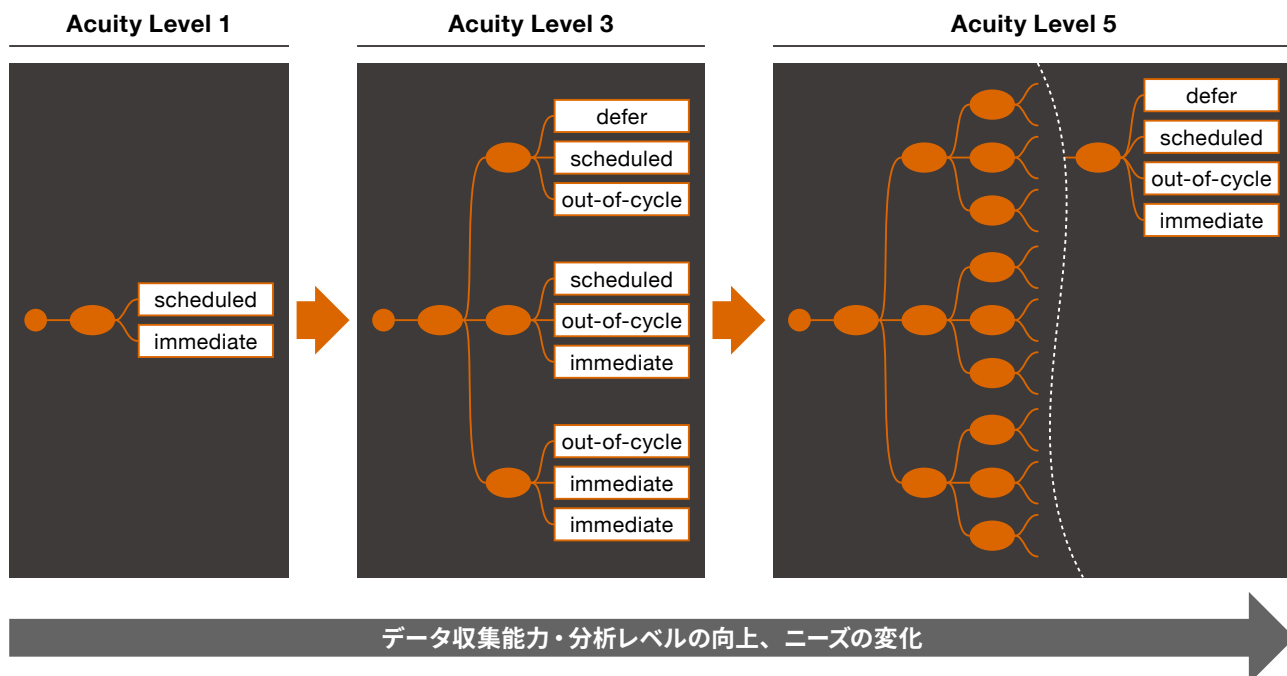 Acuity Level 1
Acuity Level 3
Acuity Level 5
scheduled
immediate
defer
scheduled
out-of-cycle
scheduled
out-of-cycle
immediate
out-of-cycle
immediate
immediate
defer
scheduled
out-of-cycle
immediate
データ収集能力・分析レベルの向上、ニーズの変化